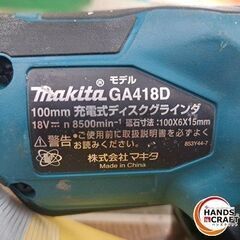 モデル
makita GA418D
100mm 充電式ディスクグラインダ
18V⎓ n 8500min⁻¹ 砥石寸法:100X6X15mm
●ご使用前に取扱説明書を必ずよく
お読みください。
853Y44-7
株式会社マキタ
Made in China
HANDS
CRAFT